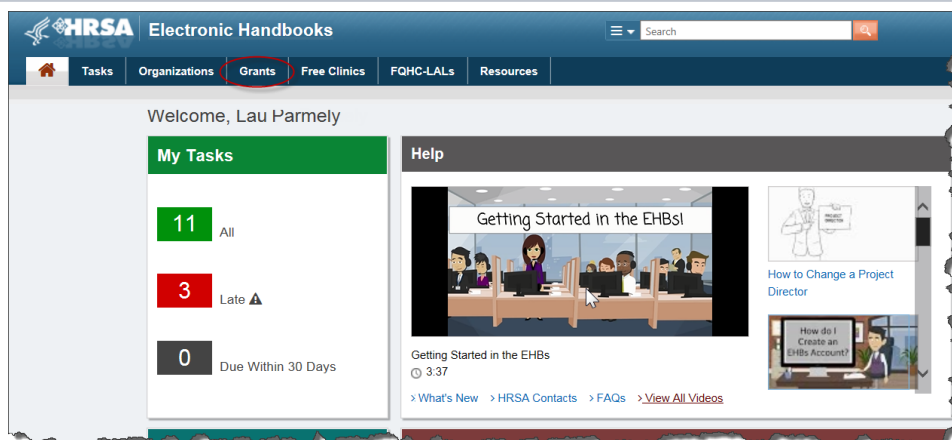 HRSA Electronic Handbooks
Search
Tasks Organizations Grants Free Clinics FQHC-LALs Resources
Welcome, Lau Parmely
My Tasks
11 All
3 Late
0 Due Within 30 Days
Help
Getting Started in the EHBs!
Getting Started in the EHBs
3:37
> What's New > HRSA Contacts > FAQs > View All Videos
PROJECT
DIRECTOR
How to Change a Project
Director
How do I
Create an
EHBs Account?